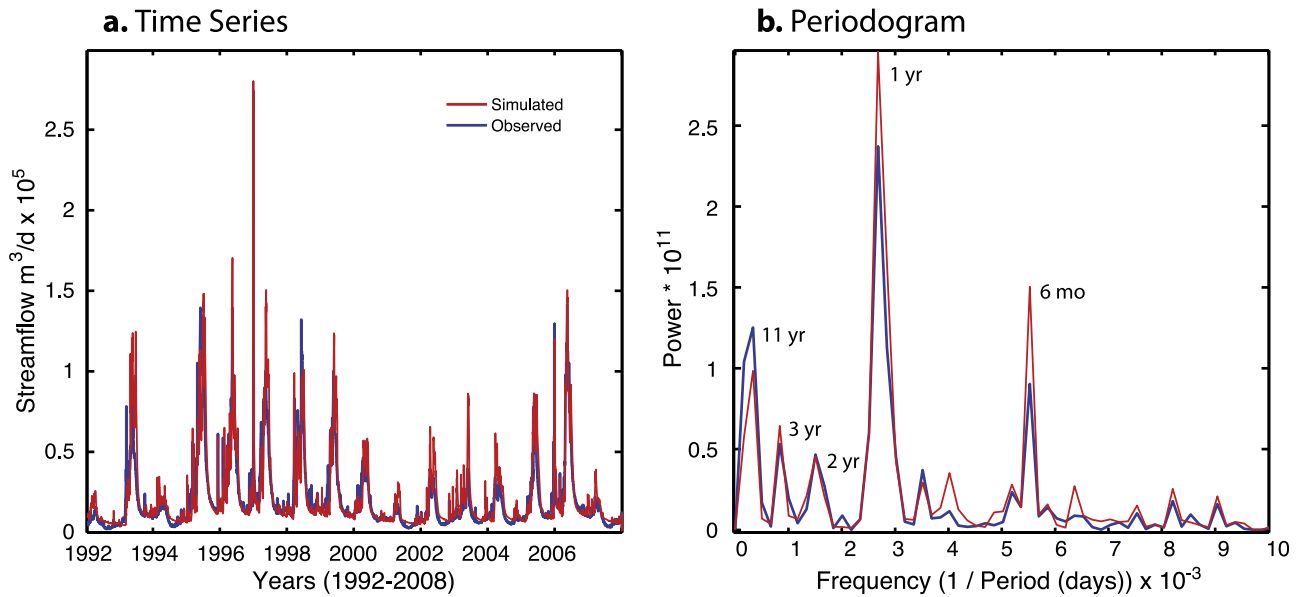 a. Time Series
Streamflow m³/d x 10⁵
2.5
2
1.5
1
0.5
0
Simulated
Observed
1992 1994 1996 1998 2000 2002 2004 2006
Years (1992-2008)
b. Periodogram
Power * 10¹¹
2.5
2
1.5
1
0.5
0
1 yr
6 mo
11 yr
3 yr
2 yr
0 1 2 3 4 5 6 7 8 9 10
Frequency (1 / Period (days)) x 10⁻³